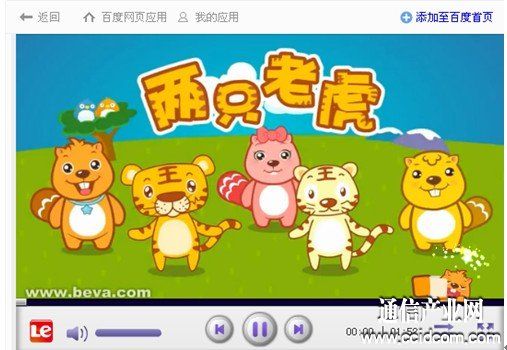 返回 百度网页应用 我的应用 添加至百度首页
两只老虎
王 王
www.beva.com
通信产业网
Le 00:00 | 01:52
www.ccidcom.com